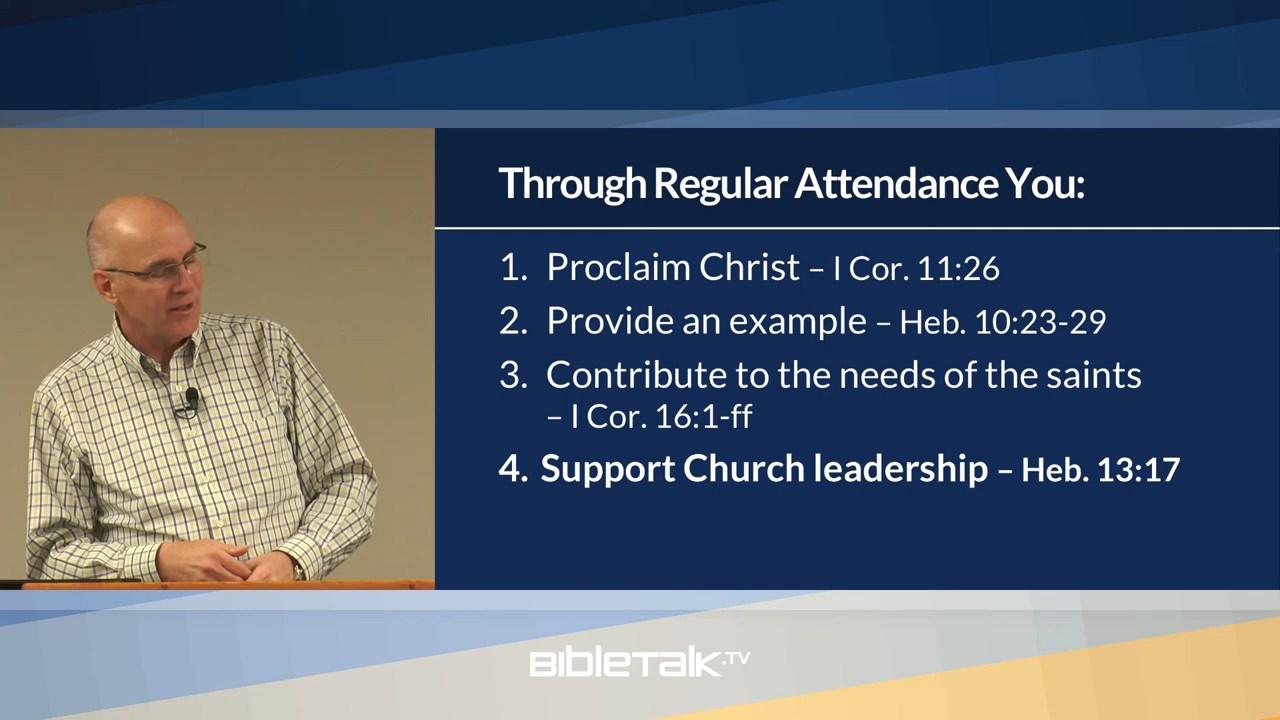 Through Regular Attendance You:
1. Proclaim Christ – I Cor. 11:26
2. Provide an example – Heb. 10:23-29
3. Contribute to the needs of the saints
– I Cor. 16:1-ff
4. Support Church leadership – Heb. 13:17
BIBLETALK.TV